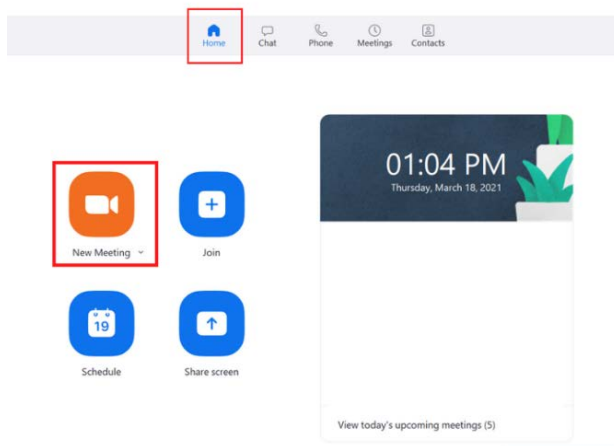 Home
Chat
Phone
Meetings
Contacts
01:04 PM
Thursday, March 18, 2021
New Meeting
Join
19
Schedule
Share screen
View today's upcoming meetings (5)